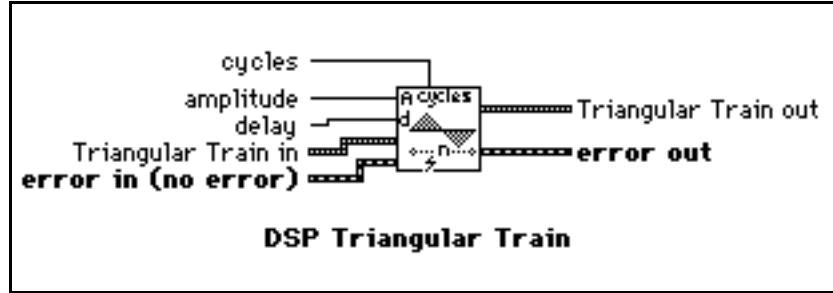 cycles
amplitude
delay
Triangular Train in
error in (no error)
A cycles
d
n
Triangular Train out
error out
DSP Triangular Train